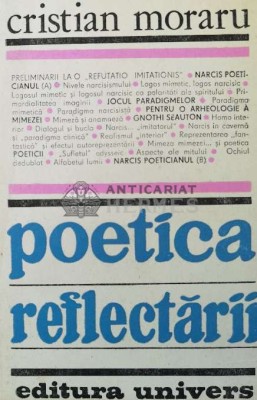 cristian moraru
PRELIMINARII LA O „REFUTATIO IMITATIONIS” • NARCIS POETI-
CIANUL (A) • Nivele narcisismului • Logos mimetic, logos narcisic •
Logosul mimetic și logosul narcisic ca polarități ale spiritului • Pri-
mordialitatea imaginii • JOCUL PARADIGMELOR • Paradigma
mimetică • Paradigma narcisistă • PENTRU O ARHEOLOGIE A
MIMEZEI • Mimeză și anamneză • GNOTHI SEAUTON • Homo inte-
rior • Dialogul și bucla • Narcis... „imitatorul” • Narcis în cavernă
și „paradigma clinică” • Realismul „interior” • Reprezentarea „fan-
tastică” și efectul autoreprezentării • Mimeza mimezei... și poetica
POETICII • „Sufletul” odyseeic • Aspecte ale mitului • Ochiul
dedublat • Alfabetul lumii • NARCIS POETICIANUL (B) •
ANTICARIAT
HERMES
poetica
reflectării
editura univers